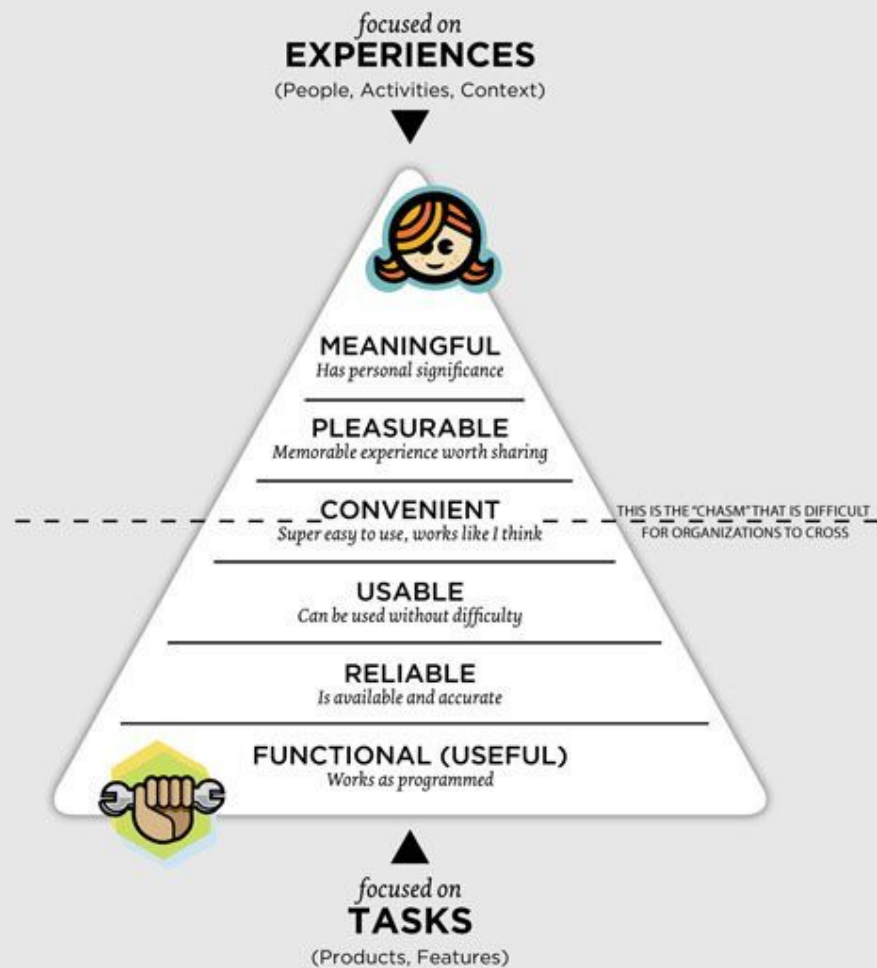 focused on
EXPERIENCES
(People, Activities, Context)
MEANINGFUL
Has personal significance
PLEASURABLE
Memorable experience worth sharing
CONVENIENT
Super easy to use, works like I think
THIS IS THE "CHASM" THAT IS DIFFICULT
FOR ORGANIZATIONS TO CROSS
USABLE
Can be used without difficulty
RELIABLE
Is available and accurate
FUNCTIONAL (USEFUL)
Works as programmed
focused on
TASKS
(Products, Features)